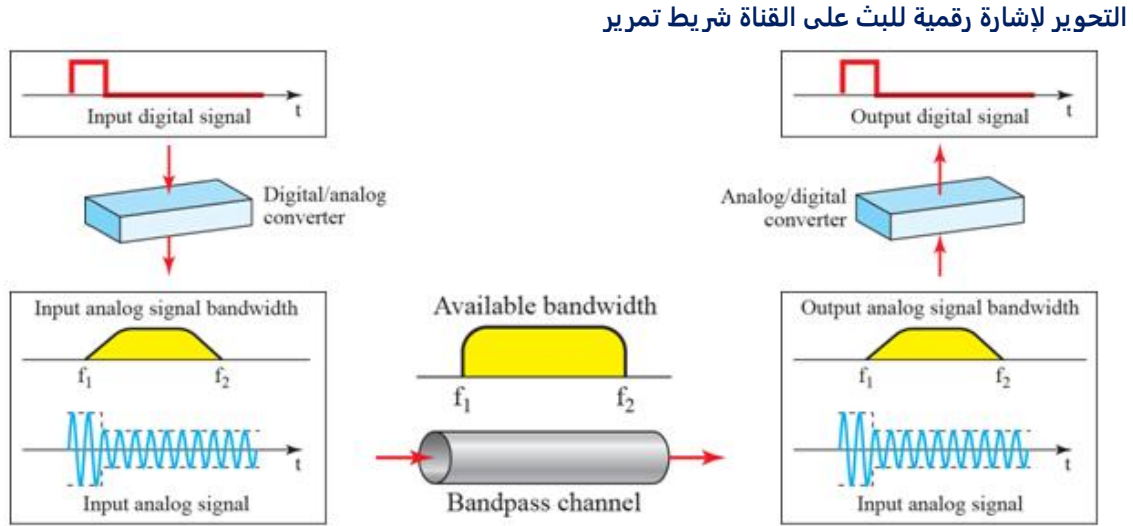 التحوير لإشارة رقمية للبث على القناة شريط تمرير
t
Input digital signal
Digital/analog
converter
Input analog signal bandwidth
f1
f2
t
Input analog signal
Available bandwidth
f1
f2
Bandpass channel
t
Output digital signal
Analog/digital
converter
Output analog signal bandwidth
f1
f2
t
Input analog signal